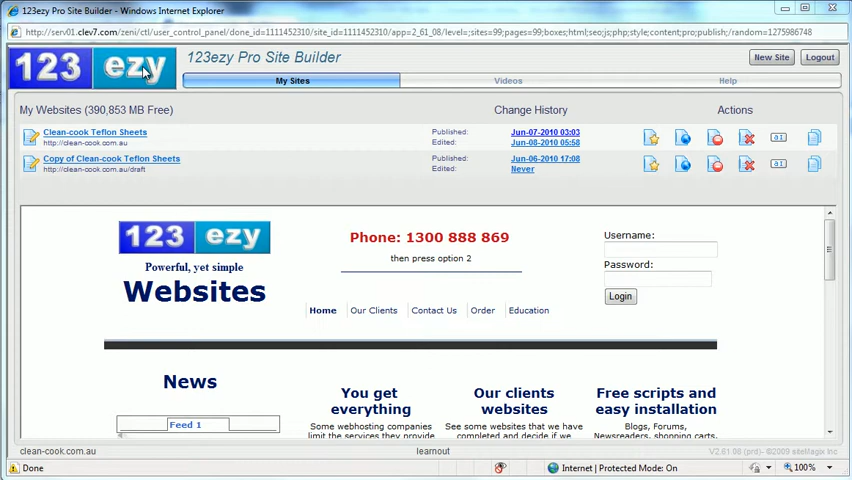 123ezy Pro Site Builder - Windows Internet Explorer
http://serv01.clev7.com/zeni/ctl/user_control_panel/done_id=1111452310/site_id=1111452310/app=2_61_08/level=;sites=99;pages=99;boxes;html;seo;js;php;style;content;pro;publish;/random=1275986748
123 ezy
123ezy Pro Site Builder
New Site
Logout
My Sites
Videos
Help
My Websites (390,853 MB Free)
Change History
Actions
Clean-cook Teflon Sheets
http://clean-cook.com.au
Published: Jun-07-2010 03:03
Edited: Jun-08-2010 05:58
Copy of Clean-cook Teflon Sheets
http://clean-cook.com.au/draft
Published: Jun-06-2010 17:08
Edited: Never
123 ezy
Powerful, yet simple
Websites
Phone: 1300 888 869
then press option 2
Username:
Password:
Login
Home
Our Clients
Contact Us
Order
Education
News
Feed 1
You get
everything
Some webhosting companies
limit the services they provide
Our clients
websites
See some websites that we have
completed and decide if we
Free scripts and
easy installation
Blogs, Forums,
Newsreaders, shopping carts,
clean-cook.com.au
learnout
V2.61.08 (prd)-©2009 siteMagix Inc
Done
Internet | Protected Mode: On
100%